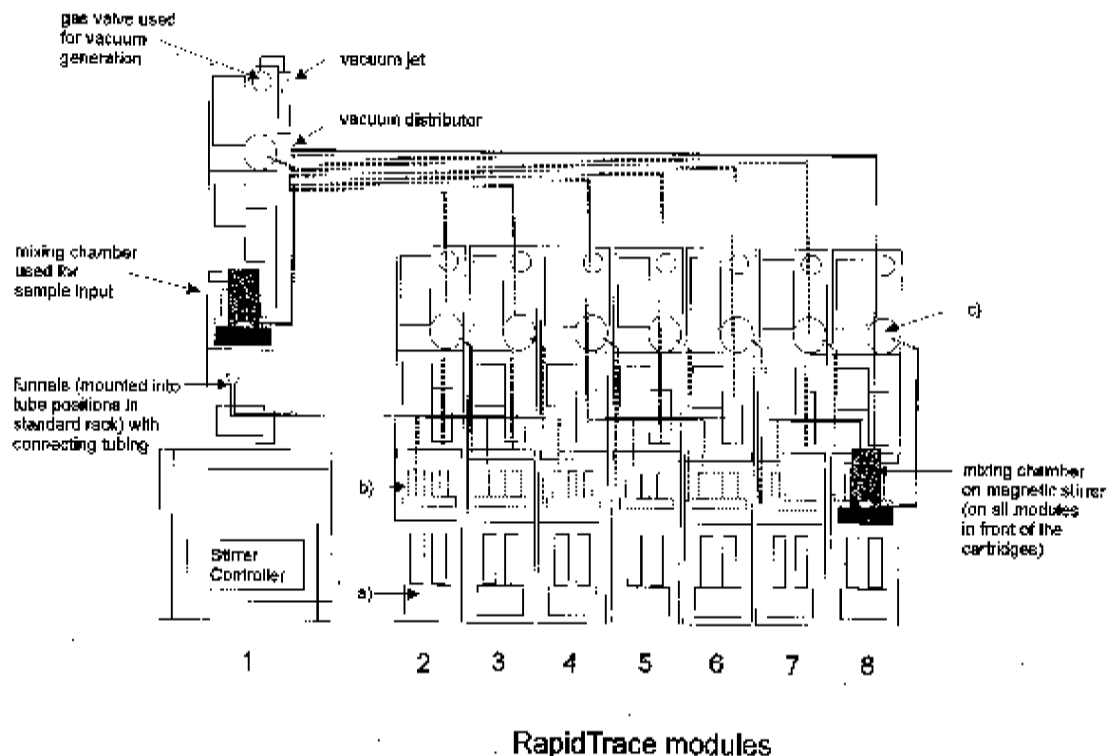 gas valve used
for vacuum
generation
vacuum jet
vacuum distributor
mixing chamber
used for
sample input
c)
funnels (mounted into
tube positions in
standard rack) with
connecting tubing
b)
mixing chamber
on magnetic stirrer
(on all modules
in front of the
cartridges)
Stirrer
Controller
a)
1 2 3 4 5 6 7 8
RapidTrace modules